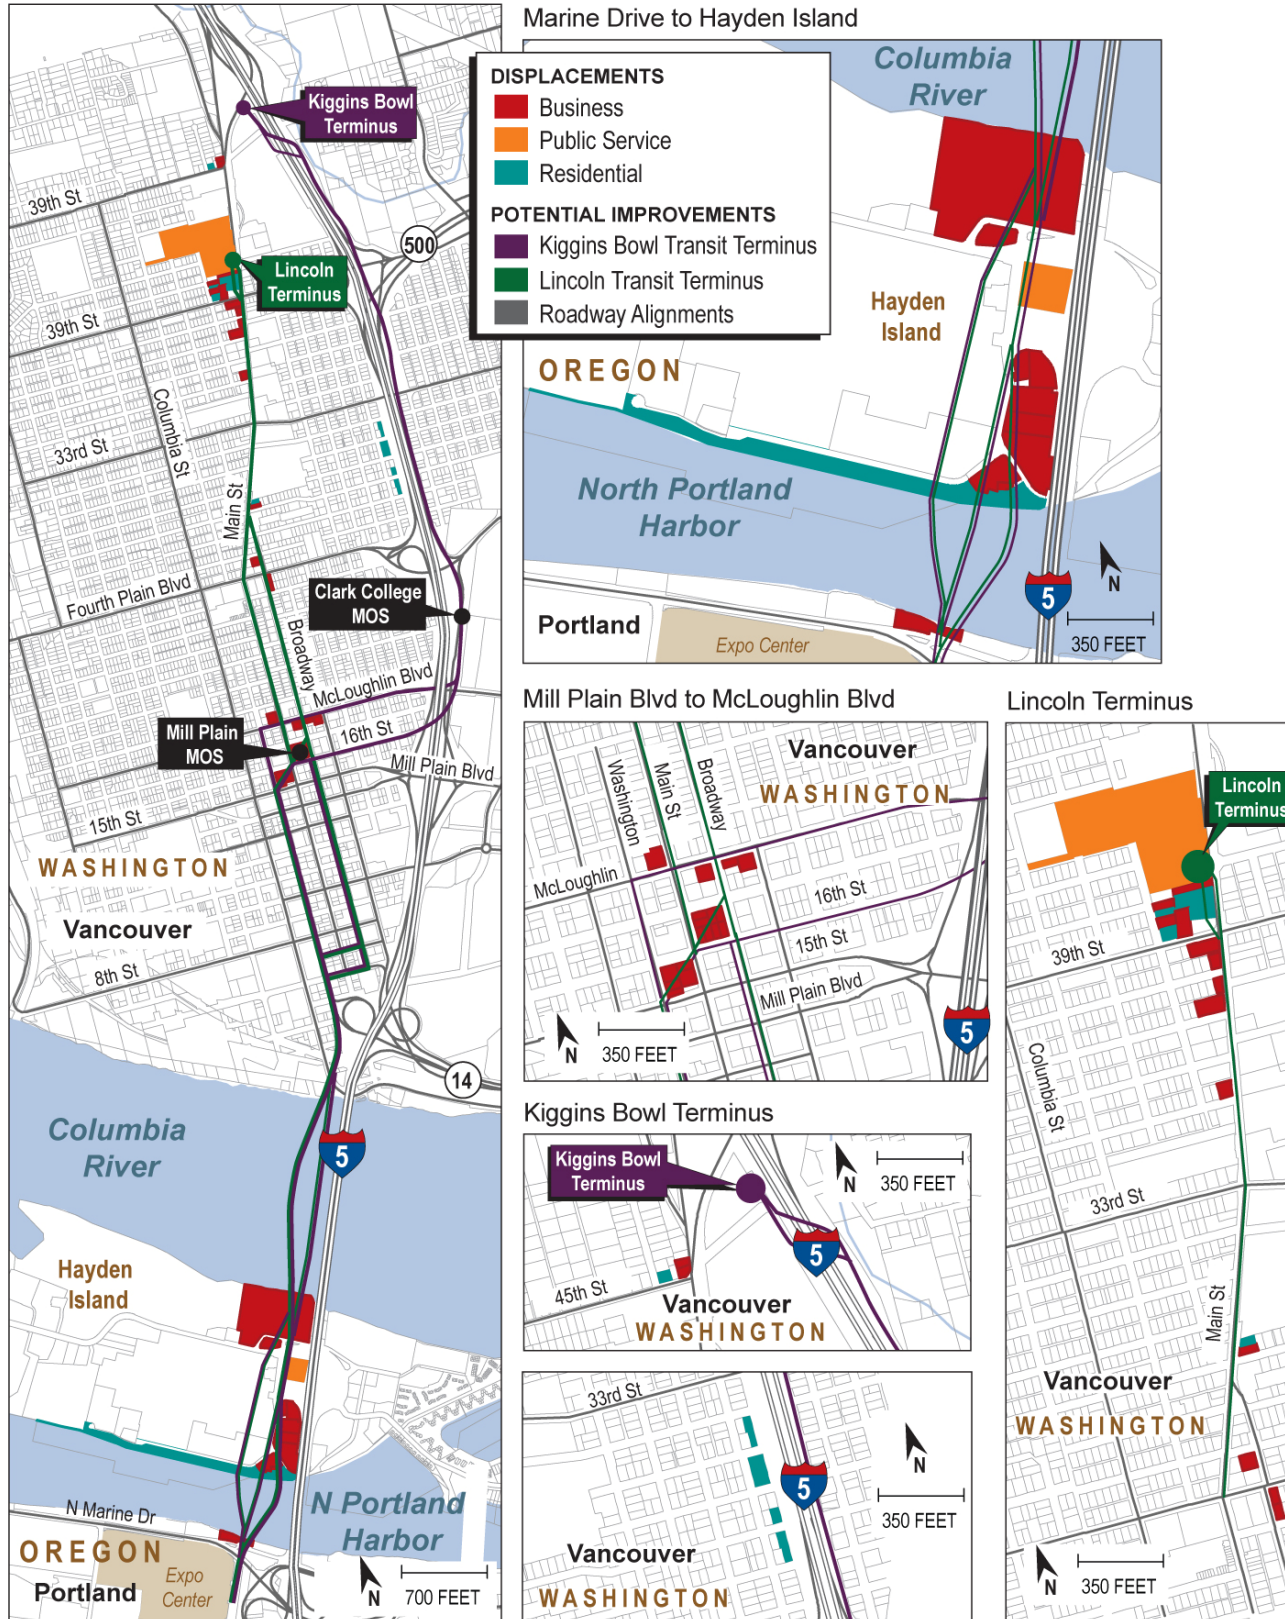 Kiggins Bowl
Terminus
39th St
500
Lincoln
Terminus
39th St
Columbia St
33rd St
Main St
Fourth Plain Blvd
Clark College
MOS
Broadway
McLoughlin Blvd
16th St
Mill Plain
MOS
Mill Plain Blvd
15th St
WASHINGTON
Vancouver
8th St
14
Columbia
River
5
Hayden
Island
N Portland
Harbor
N Marine Dr
OREGON
Expo
Center
Portland
N
700 FEET
Marine Drive to Hayden Island
DISPLACEMENTS
Business
Public Service
Residential
POTENTIAL IMPROVEMENTS
Kiggins Bowl Transit Terminus
Lincoln Transit Terminus
Roadway Alignments
Columbia
River
Hayden
Island
OREGON
North Portland
Harbor
5
N
350 FEET
Portland
Expo Center
Mill Plain Blvd to McLoughlin Blvd
Vancouver
WASHINGTON
Washington
Main St
Broadway
McLoughlin
16th St
15th St
Mill Plain Blvd
N
350 FEET
5
Kiggins Bowl Terminus
Kiggins Bowl
Terminus
N
350 FEET
5
45th St
Vancouver
WASHINGTON
33rd St
5
N
350 FEET
Vancouver
WASHINGTON
Lincoln Terminus
Lincoln
Terminus
39th St
Columbia St
33rd St
Main St
Vancouver
WASHINGTON
N
350 FEET